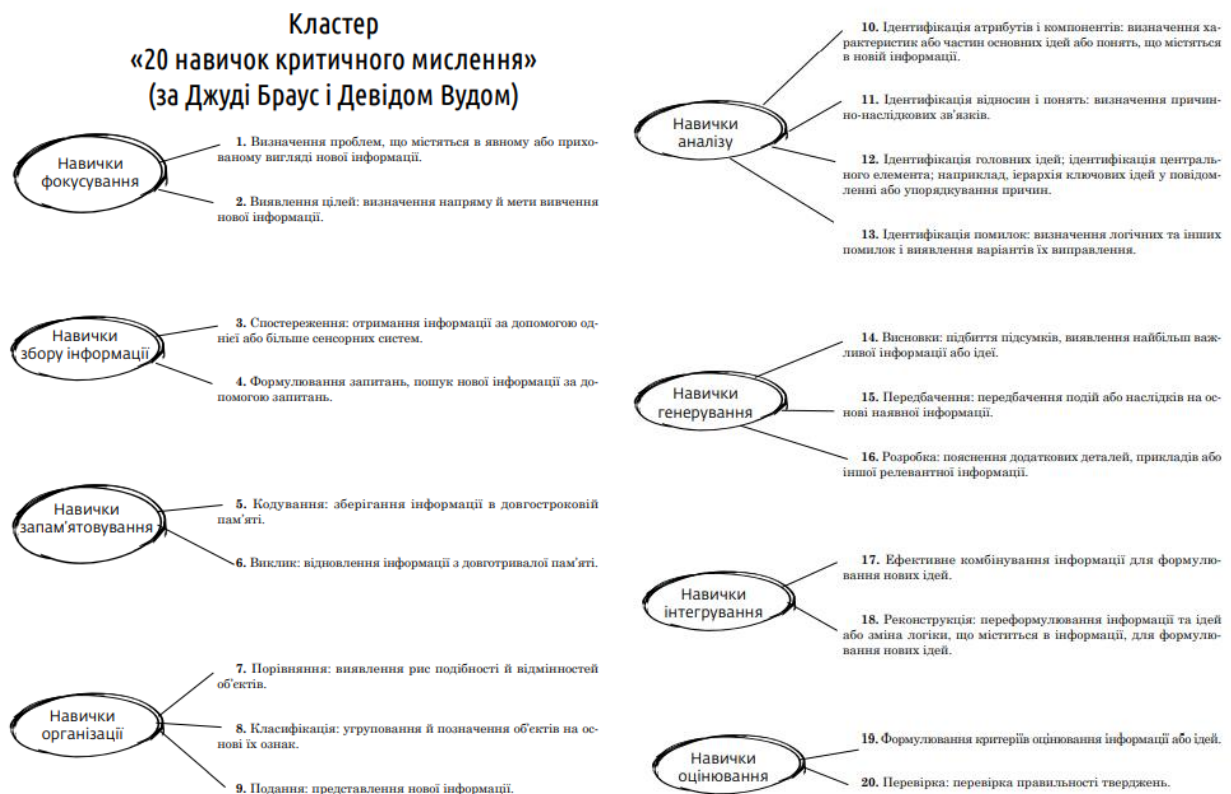 Кластер
«20 навичок критичного мислення»
(за Джуді Браус і Девідом Вудом)
Навички
фокусування
1. Визначення проблем, що містяться в явному або прихо-
ваному вигляді нової інформації.
2. Виявлення цілей: визначення напряму й мети вивчення
нової інформації.
Навички
збору інформації
3. Спостереження: отримання інформації за допомогою од-
нієї або більше сенсорних систем.
4. Формулювання запитань, пошук нової інформації за до-
помогою запитань.
Навички
запам'ятовування
5. Кодування: зберігання інформації в довгостроковій
пам'яті.
6. Виклик: відновлення інформації з довготривалої пам'яті.
Навички
організації
7. Порівняння: виявлення рис подібності й відмінностей
об'єктів.
8. Класифікація: угруповання й позначення об'єктів на ос-
нові їх ознак.
9. Подання: представлення нової інформації.
Навички
аналізу
10. Ідентифікація атрибутів і компонентів: визначення ха-
рактеристик або частин основних ідей або понять, що містяться
в новій інформації.
11. Ідентифікація відносин і понять: визначення причин-
но-наслідкових зв'язків.
12. Ідентифікація головних ідей; ідентифікація централь-
ного елемента; наприклад, ієрархія ключових ідей у повідом-
ленні або упорядкування причин.
13. Ідентифікація помилок: визначення логічних та інших
помилок і виявлення варіантів їх виправлення.
Навички
генерування
14. Висновки: підбиття підсумків, виявлення найбільш важ-
ливої інформації або ідеї.
15. Передбачення: передбачення подій або наслідків на ос-
нові наявної інформації.
16. Розробка: пояснення додаткових деталей, прикладів або
іншої релевантної інформації.
Навички
інтегрування
17. Ефективне комбінування інформації для формулю-
вання нових ідей.
18. Реконструкція: переформулювання інформації та ідей
або зміна логіки, що міститься в інформації, для формулю-
вання нових ідей.
Навички
оцінювання
19. Формулювання критеріїв оцінювання інформації або ідей.
20. Перевірка: перевірка правильності тверджень.